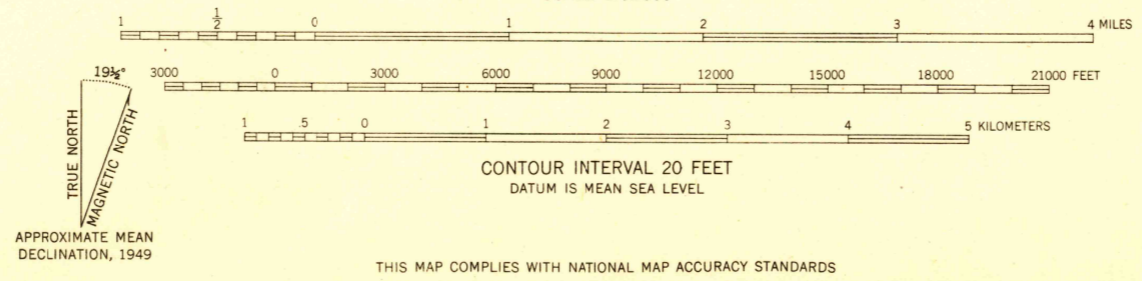 1 ½ 0 1 2 3 4 MILES
3000 0 3000 6000 9000 12000 15000 18000 21000 FEET
1 .5 0 1 2 3 4 5 KILOMETERS
CONTOUR INTERVAL 20 FEET
DATUM IS MEAN SEA LEVEL
19½°
TRUE NORTH
MAGNETIC NORTH
APPROXIMATE MEAN
DECLINATION, 1949
THIS MAP COMPLIES WITH NATIONAL MAP ACCURACY STANDARDS